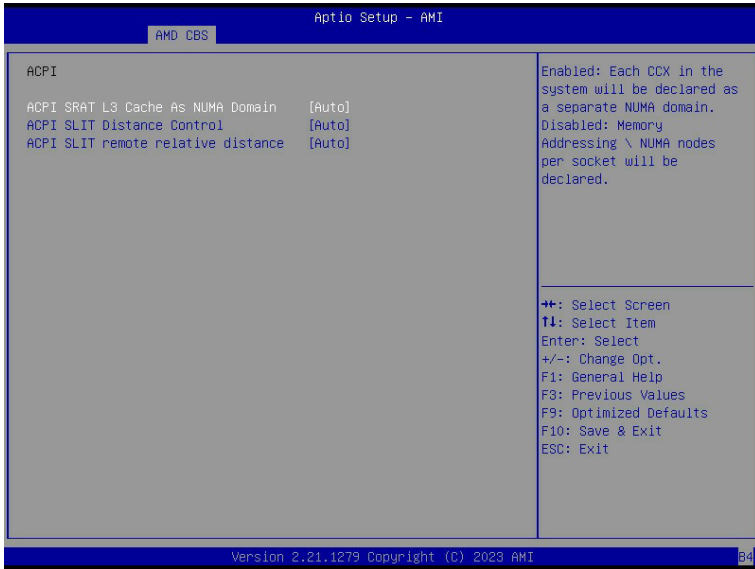 Aptio Setup – AMI
AMD CBS
ACPI
ACPI SRAT L3 Cache As NUMA Domain [Auto]
ACPI SLIT Distance Control [Auto]
ACPI SLIT remote relative distance [Auto]
Enabled: Each CCX in the
system will be declared as
a separate NUMA domain.
Disabled: Memory
Addressing \ NUMA nodes
per socket will be
declared.
→←: Select Screen
↑↓: Select Item
Enter: Select
+/-: Change Opt.
F1: General Help
F3: Previous Values
F9: Optimized Defaults
F10: Save & Exit
ESC: Exit
Version 2.21.1279 Copyright (C) 2023 AMI
B4